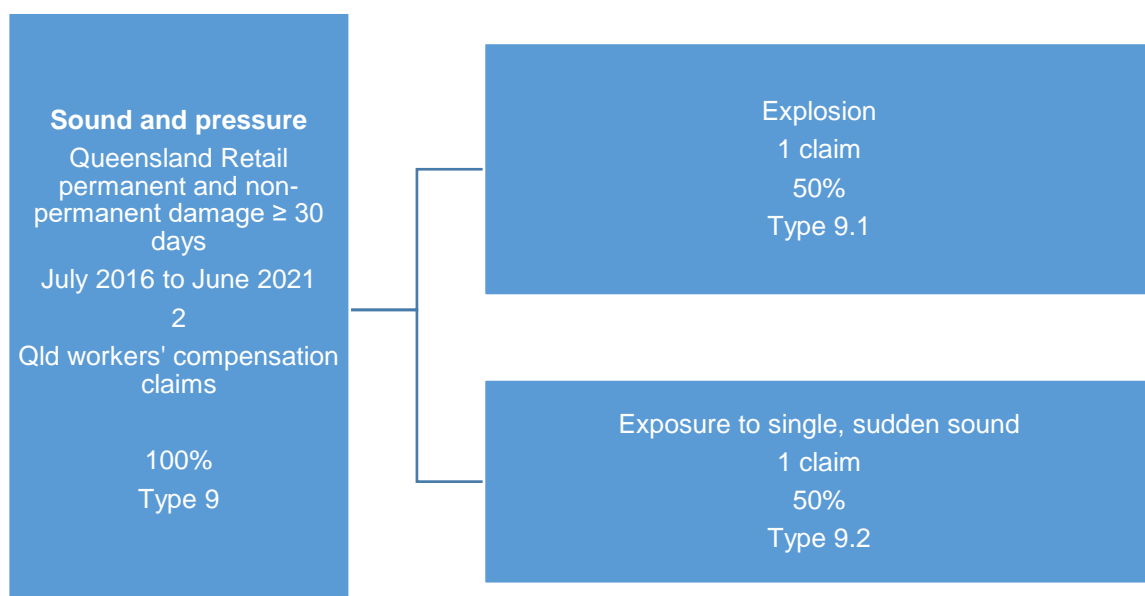 Sound and pressure
Queensland Retail
permanent and non-
permanent damage ≥ 30
days
July 2016 to June 2021
2
Qld workers' compensation
claims
100%
Type 9
Explosion
1 claim
50%
Type 9.1
Exposure to single, sudden sound
1 claim
50%
Type 9.2